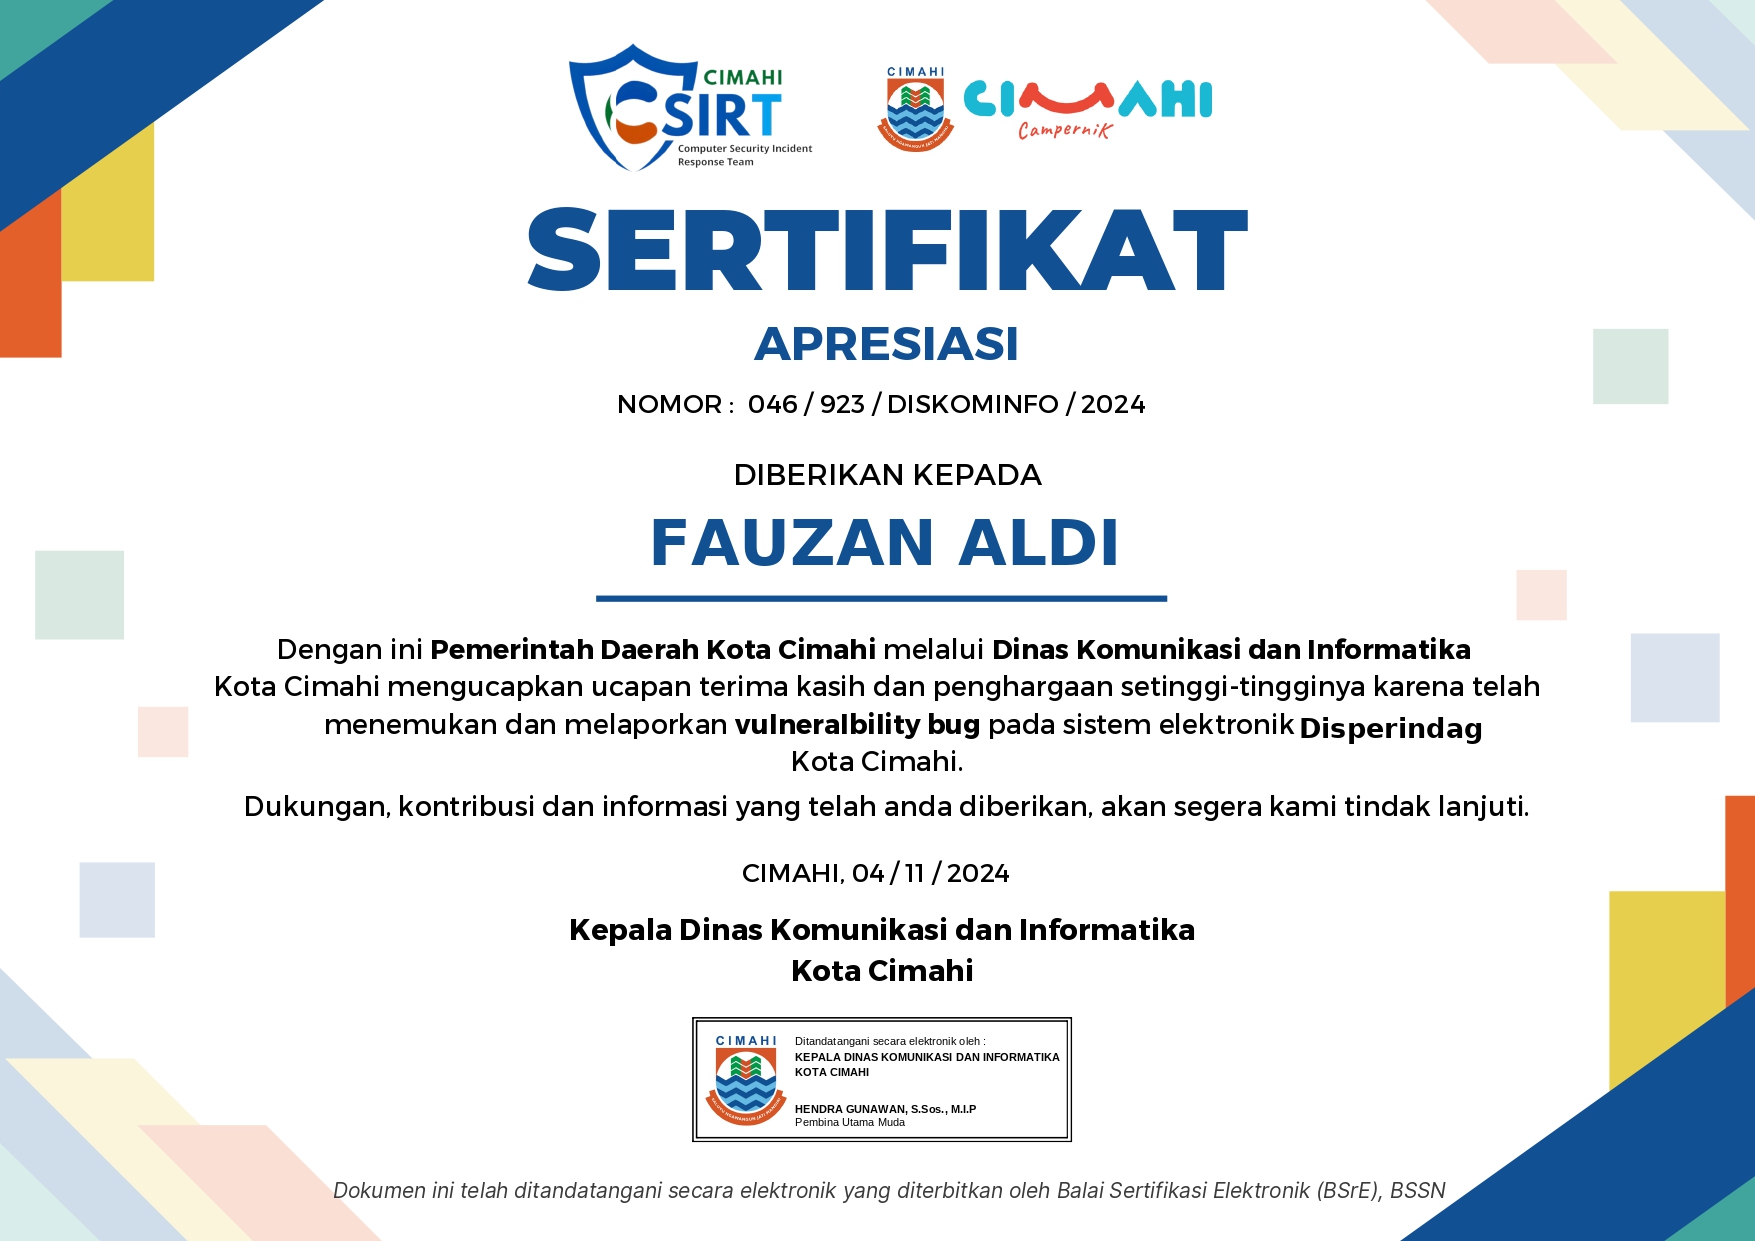 CIMAHI
CSIRT
Computer Security Incident
Response Team
CIMAHI
CIMAHI
Campernik
SERTIFIKAT
APRESIASI
NOMOR : 046 / 923 / DISKOMINFO / 2024
DIBERIKAN KEPADA
FAUZAN ALDI
Dengan ini Pemerintah Daerah Kota Cimahi melalui Dinas Komunikasi dan Informatika
Kota Cimahi mengucapkan ucapan terima kasih dan penghargaan setinggi-tingginya karena telah
menemukan dan melaporkan vulneralbility bug pada sistem elektronik Disperindag
Kota Cimahi.
Dukungan, kontribusi dan informasi yang telah anda diberikan, akan segera kami tindak lanjuti.
CIMAHI, 04 / 11 / 2024
Kepala Dinas Komunikasi dan Informatika
Kota Cimahi
CIMAHI
Ditandatangani secara elektronik oleh :
KEPALA DINAS KOMUNIKASI DAN INFORMATIKA
KOTA CIMAHI
HENDRA GUNAWAN, S.Sos., M.I.P
Pembina Utama Muda
Dokumen ini telah ditandatangani secara elektronik yang diterbitkan oleh Balai Sertifikasi Elektronik (BSrE), BSSN